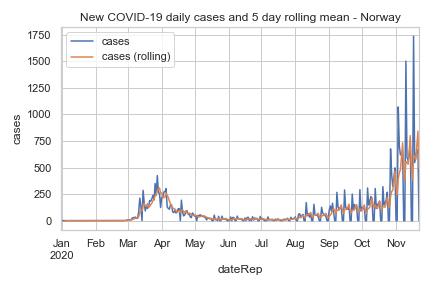 New COVID-19 daily cases and 5 day rolling mean - Norway
cases
cases (rolling)
1750
1500
1250
1000
750
500
250
0
cases
Jan Feb Mar Apr May Jun Jul Aug Sep Oct Nov
2020
dateRep